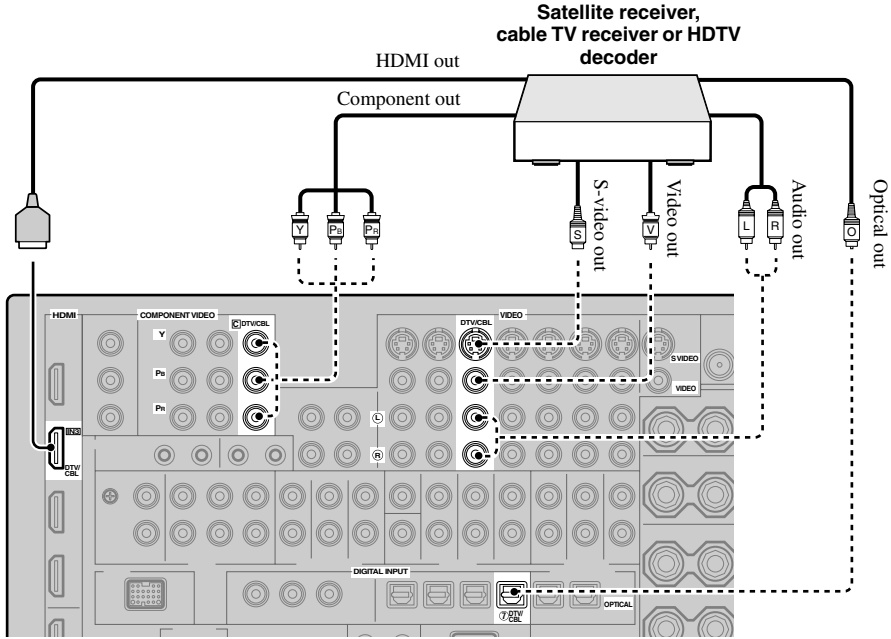 Satellite receiver,
cable TV receiver or HDTV
decoder
HDMI out
Component out
S-video out
Video out
Audio out
Optical out
Y
PB
PR
S
V
L
R
O
HDMI
COMPONENT VIDEO
C DTV/CBL
Y
PB
PR
VIDEO
DTV/CBL
S VIDEO
VIDEO
L
R
IN3
DTV/
CBL
DIGITAL INPUT
7 DTV/
CBL
OPTICAL